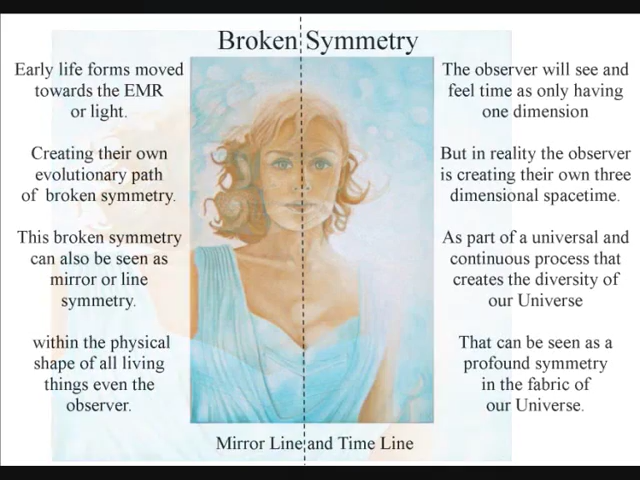 Broken Symmetry
Early life forms moved
towards the EMR
or light.
Creating their own
evolutionary path
of broken symmetry.
This broken symmetry
can also be seen as
mirror or line
symmetry.
within the physical
shape of all living
things even the
observer.
The observer will see and
feel time as only having
one dimension
But in reality the observer
is creating their own three
dimensional spacetime.
As part of a universal and
continuous process that
creates the diversity of
our Universe
That can be seen as a
profound symmetry
in the fabric of
our Universe.
Mirror Line and Time Line